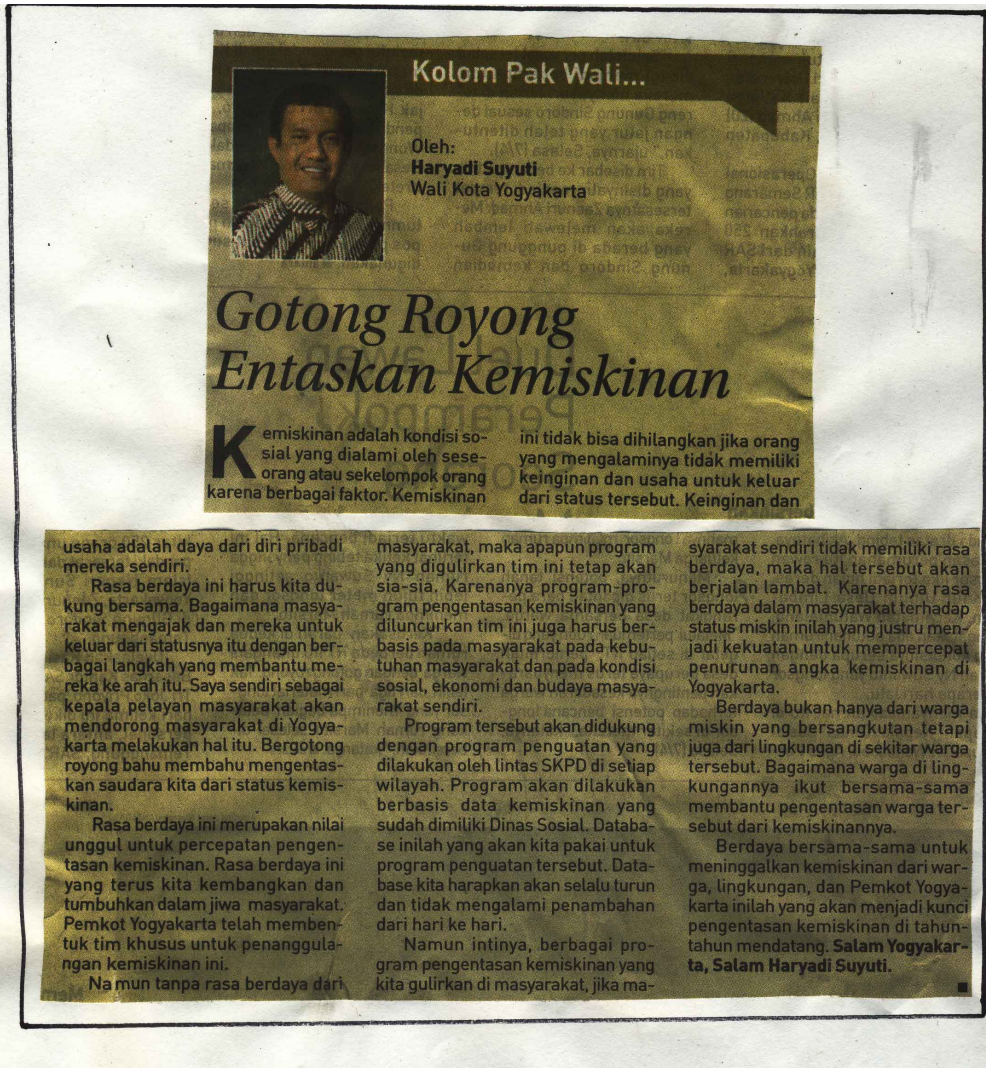 Kolom Pak Wali...
Oleh:
Haryadi Suyuti
Wali Kota Yogyakarta
Gotong Royong
Entaskan Kemiskinan
Kemiskinan adalah kondisi so-
sial yang dialami oleh sese-
orang atau sekelompok orang
karena berbagai faktor. Kemiskinan
ini tidak bisa dihilangkan jika orang
yang mengalaminya tidak memiliki
keinginan dan usaha untuk keluar
dari status tersebut. Keinginan dan
usaha adalah daya dari diri pribadi
mereka sendiri.
Rasa berdaya ini harus kita du-
kung bersama. Bagaimana masya-
rakat mengajak dan mereka untuk
keluar dari statusnya itu dengan ber-
bagai langkah yang membantu me-
reka ke arah itu. Saya sendiri sebagai
kepala pelayan masyarakat akan
mendorong masyarakat di Yogya-
karta melakukan hal itu. Bergotong
royong bahu membahu mengentas-
kan saudara kita dari status kemis-
kinan.
Rasa berdaya ini merupakan nilai
unggul untuk percepatan pengen-
tasan kemiskinan. Rasa berdaya ini
yang terus kita kembangkan dan
tumbuhkan dalam jiwa masyarakat.
Pemkot Yogyakarta telah memben-
tuk tim khusus untuk penanggula-
ngan kemiskinan ini.
Namun tanpa rasa berdaya dari
masyarakat, maka apapun program
yang digulirkan tim ini tetap akan
sia-sia. Karenanya program-pro-
gram pengentasan kemiskinan yang
diluncurkan tim ini juga harus ber-
basis pada masyarakat pada kebu-
tuhan masyarakat dan pada kondisi
sosial, ekonomi dan budaya masya-
rakat sendiri.
Program tersebut akan didukung
dengan program penguatan yang
dilakukan oleh lintas SKPD di setiap
wilayah. Program akan dilakukan
berbasis data kemiskinan yang
sudah dimiliki Dinas Sosial. Databa-
se inilah yang akan kita pakai untuk
program penguatan tersebut. Data-
base kita harapkan akan selalu turun
dan tidak mengalami penambahan
dari hari ke hari.
Namun intinya, berbagai pro-
gram pengentasan kemiskinan yang
kita gulirkan di masyarakat, jika ma-
syarakat sendiri tidak memiliki rasa
berdaya, maka hal tersebut akan
berjalan lambat. Karenanya rasa
berdaya dalam masyarakat terhadap
status miskin inilah yang justru men-
jadi kekuatan untuk mempercepat
penurunan angka kemiskinan di
Yogyakarta.
Berdaya bukan hanya dari warga
miskin yang bersangkutan tetapi
juga dari lingkungan di sekitar warga
tersebut. Bagaimana warga di ling-
kungannya ikut bersama-sama
membantu pengentasan warga ter-
sebut dari kemiskinannya.
Berdaya bersama-sama untuk
meninggalkan kemiskinan dari war-
ga, lingkungan, dan Pemkot Yogya-
karta inilah yang akan menjadi kunci
pengentasan kemiskinan di tahun-
tahun mendatang. Salam Yogyakar-
ta, Salam Haryadi Suyuti.